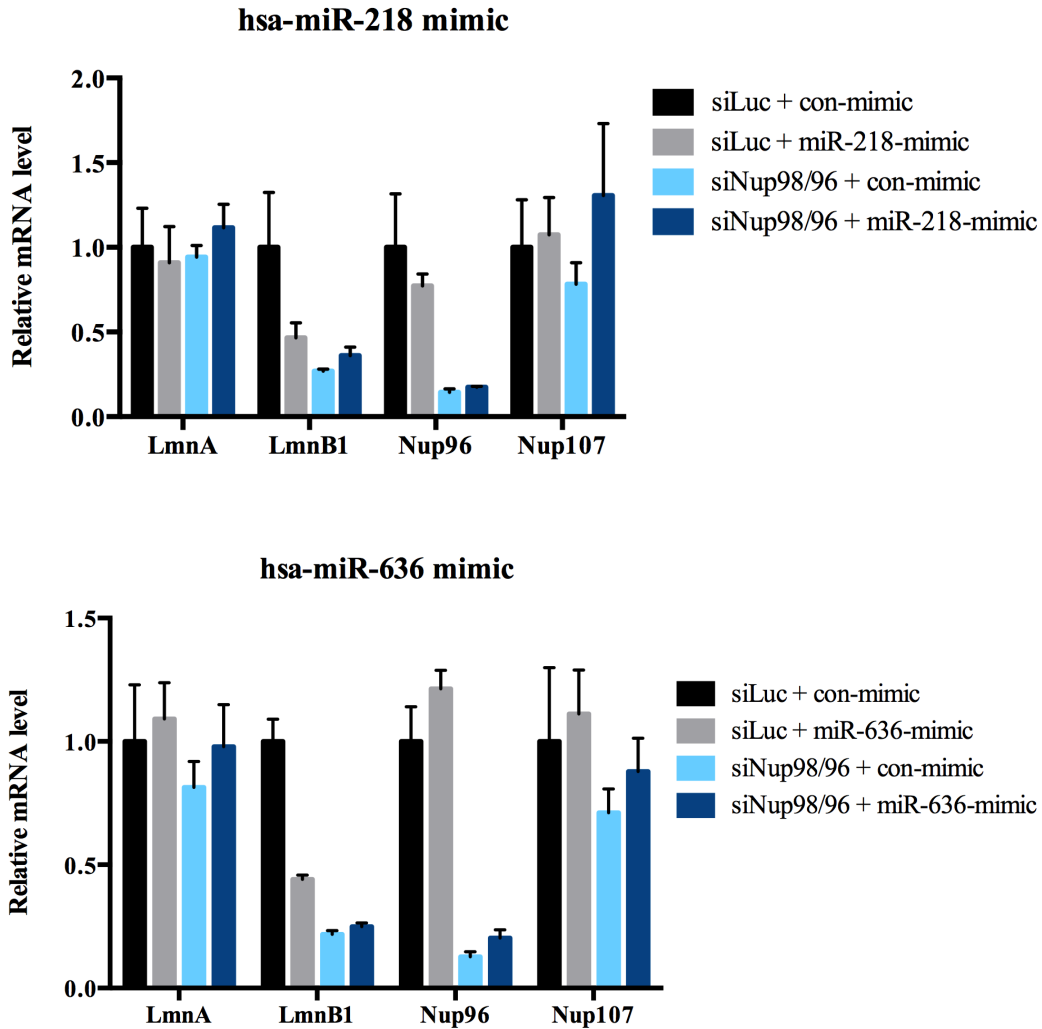 hsa-miR-218 mimic
Relative mRNA level
2.0
1.5
1.0
0.5
0.0
LmnA LmnB1 Nup96 Nup107
siLuc + con-mimic
siLuc + miR-218-mimic
siNup98/96 + con-mimic
siNup98/96 + miR-218-mimic
hsa-miR-636 mimic
Relative mRNA level
1.5
1.0
0.5
0.0
LmnA LmnB1 Nup96 Nup107
siLuc + con-mimic
siLuc + miR-636-mimic
siNup98/96 + con-mimic
siNup98/96 + miR-636-mimic